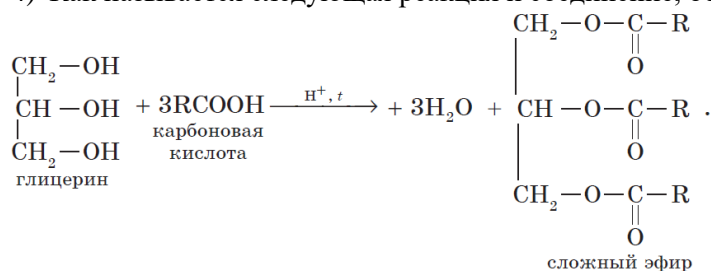 CH₂—O—C—R
O
CH₂—OH
CH—OH + 3RCOOH H⁺, t → + 3H₂O + CH—O—C—R .
карбоновая
кислота
O
CH₂—OH
глицерин
CH₂—O—C—R
O
сложный эфир